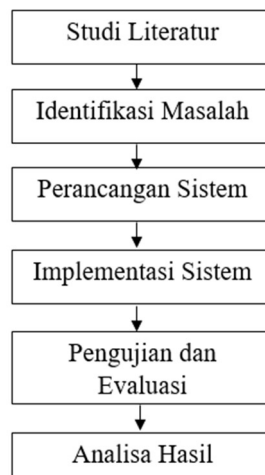 Studi Literatur
Identifikasi Masalah
Perancangan Sistem
Implementasi Sistem
Pengujian dan
Evaluasi
Analisa Hasil